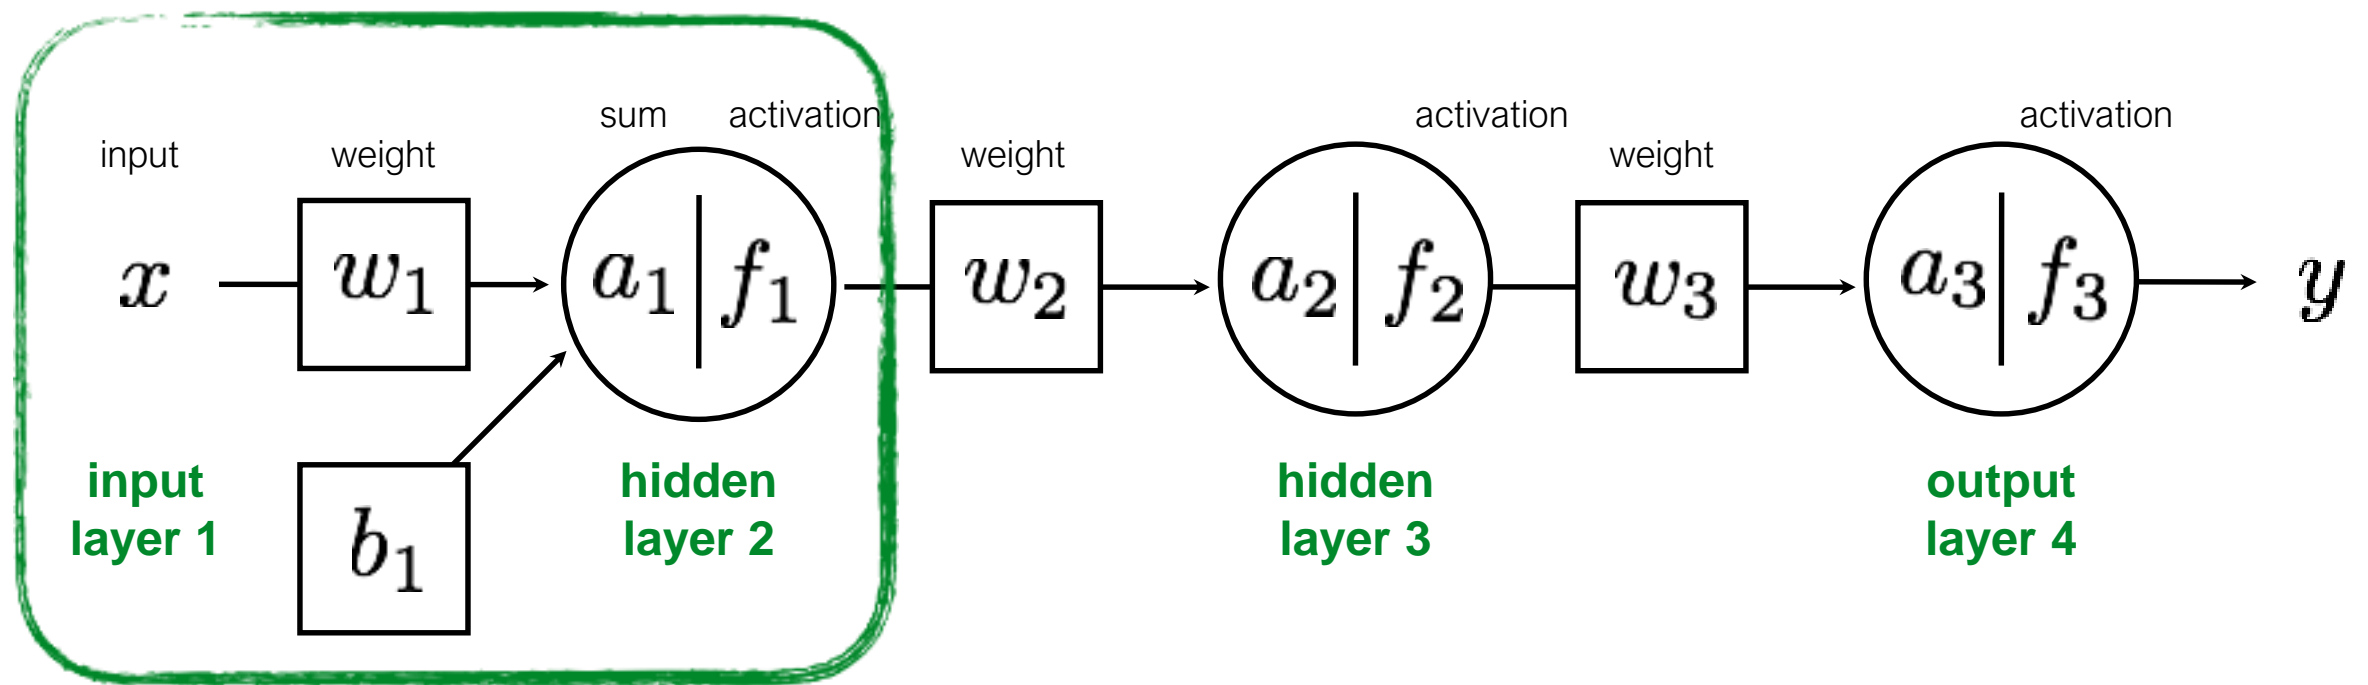 sum activation activation activation
input weight weight weight
x w₁ a₁ | f₁ w₂ a₂ | f₂ w₃ a₃ | f₃ y
input hidden hidden output
layer 1 layer 2 layer 3 layer 4
b₁